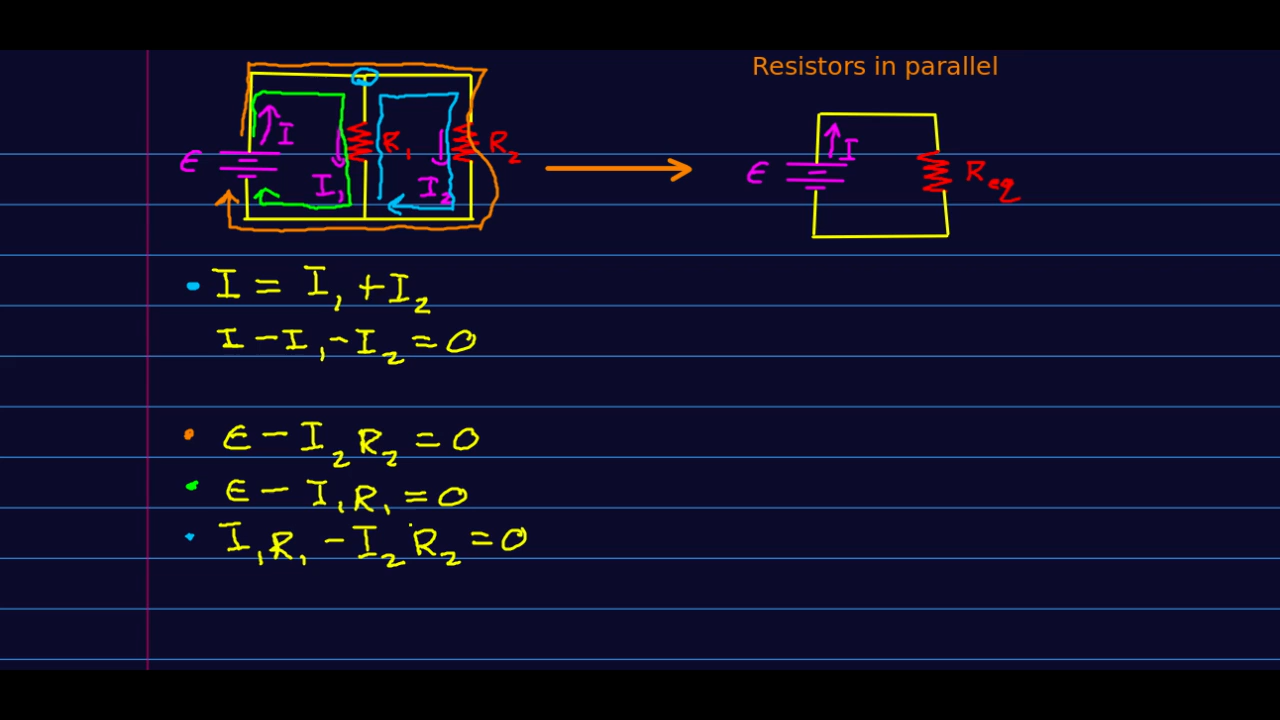 Resistors in parallel
ε I R₁ I₁ R₂ I₂
ε I R_eq
I = I₁ + I₂
I - I₁ - I₂ = 0
ε - I₂R₂ = 0
ε - I₁R₁ = 0
I₁R₁ - I₂R₂ = 0